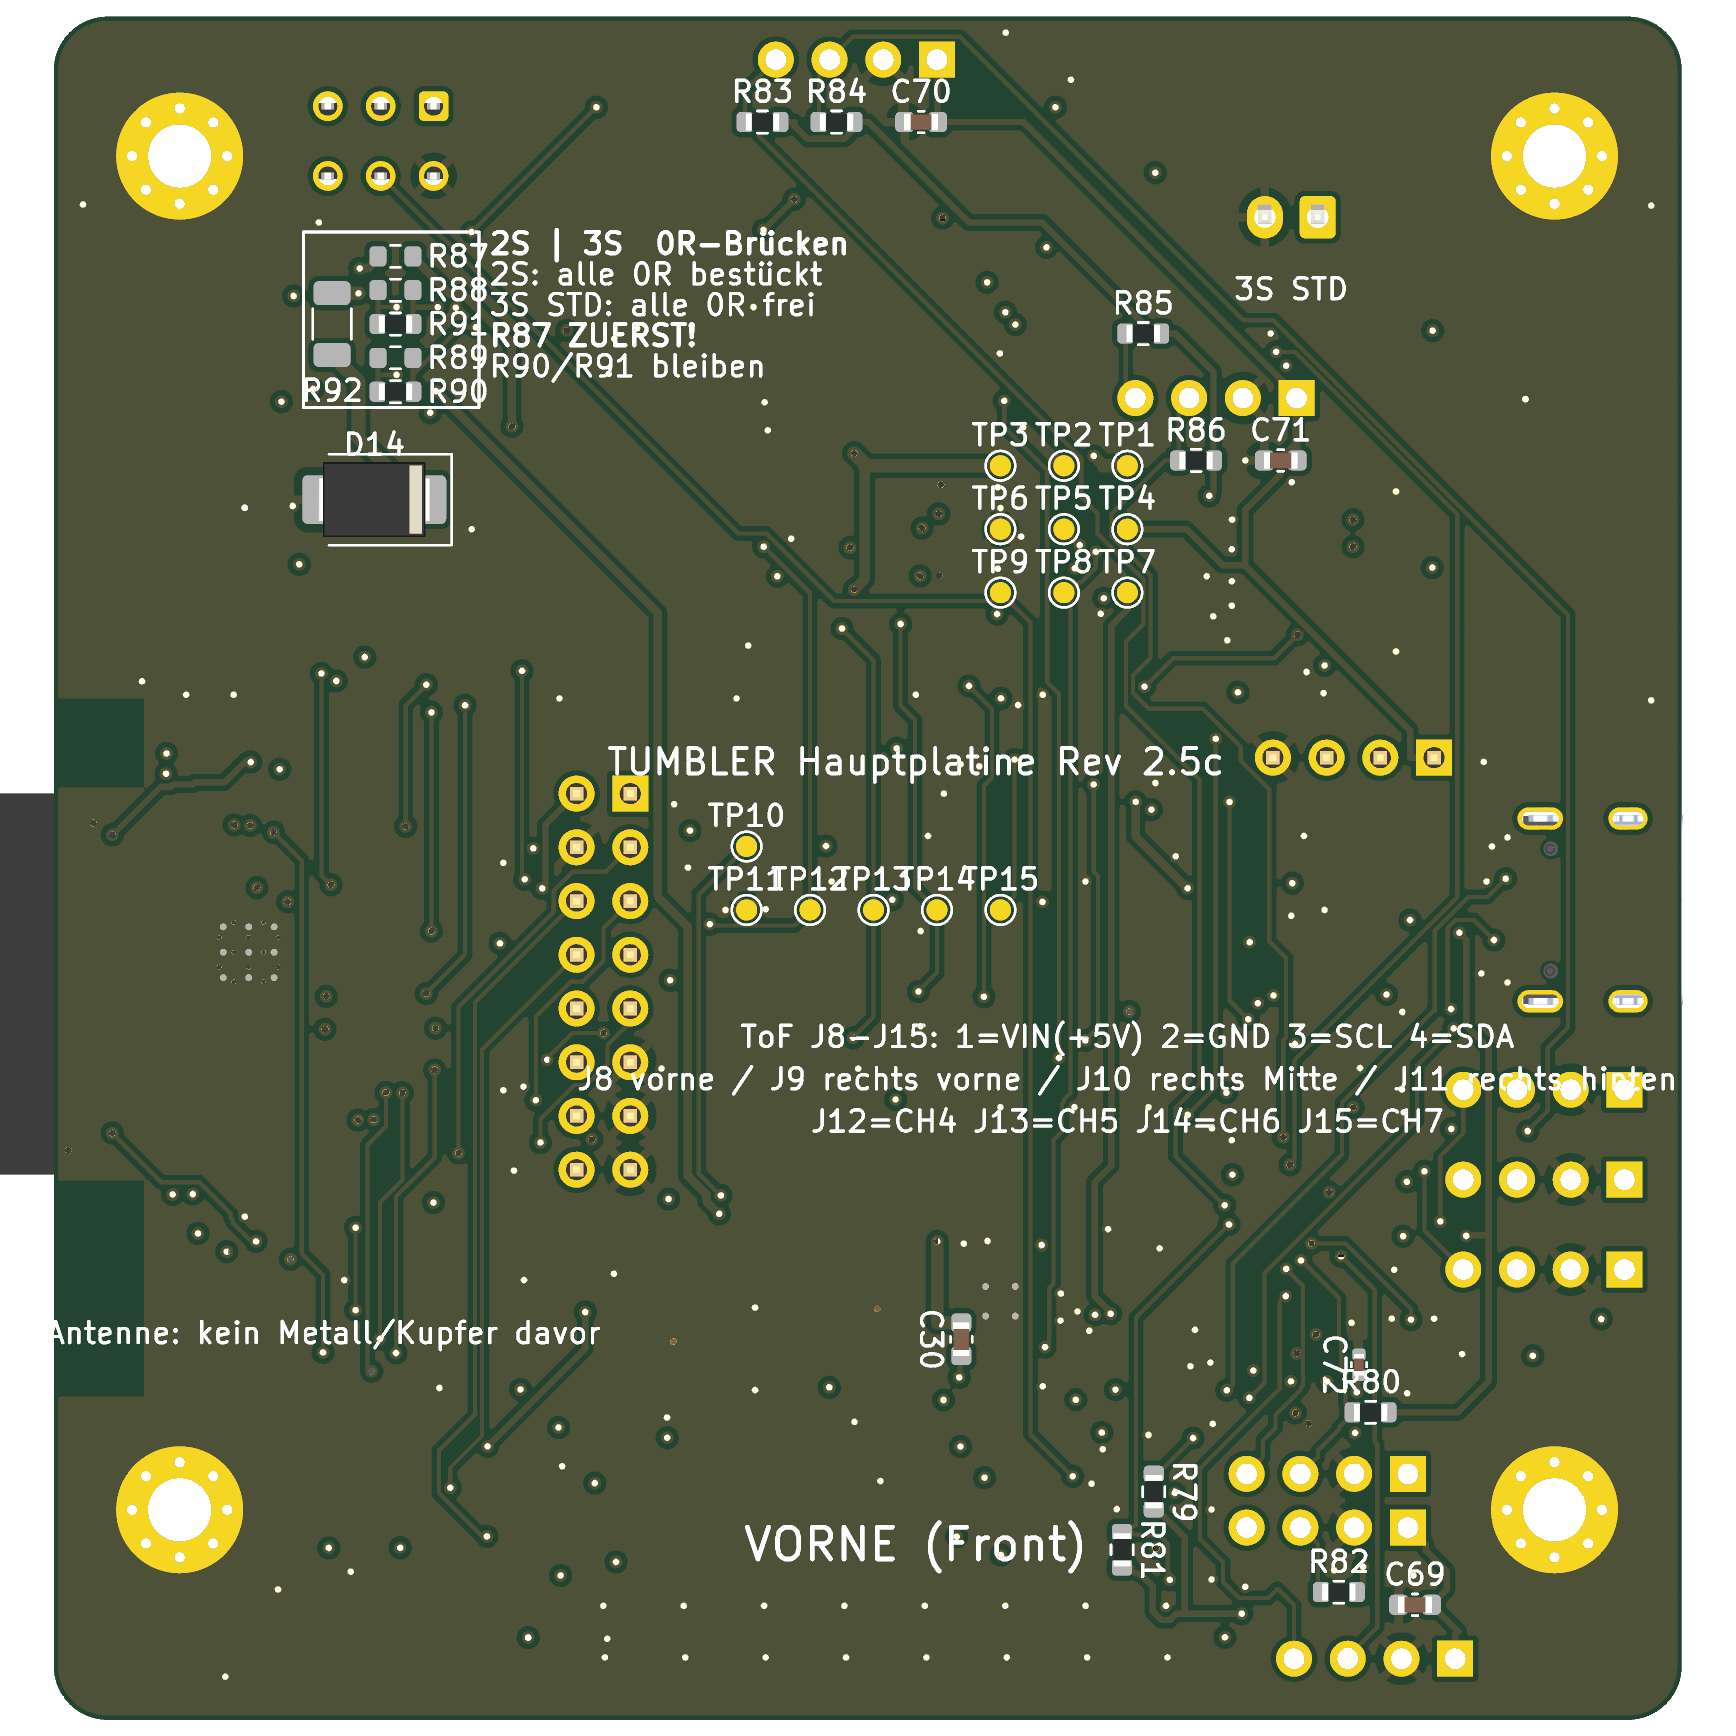 R83 R84 C70
2S | 3S 0R-Brücken
2S: alle 0R bestückt
3S STD: alle 0R frei
R87 ZUERST!
R90/R91 bleiben
R87
R88
R91
R89
R92 R90
3S STD
R85
D14
TP3 TP2 TP1 R86 C71
TP6 TP5 TP4
TP9 TP8 TP7
TUMBLER Hauptplatine Rev 2.5c
TP10
TP11 TP12 TP13 TP14 TP15
ToF J8-J15: 1=VIN(+5V) 2=GND 3=SCL 4=SDA
J8 vorne / J9 rechts vorne / J10 rechts Mitte / J11 rechts hinten
J12=CH4 J13=CH5 J14=CH6 J15=CH7
Antenne: kein Metall/Kupfer davor
C30
C72
R80
R79
VORNE (Front)
R81
R82 C69